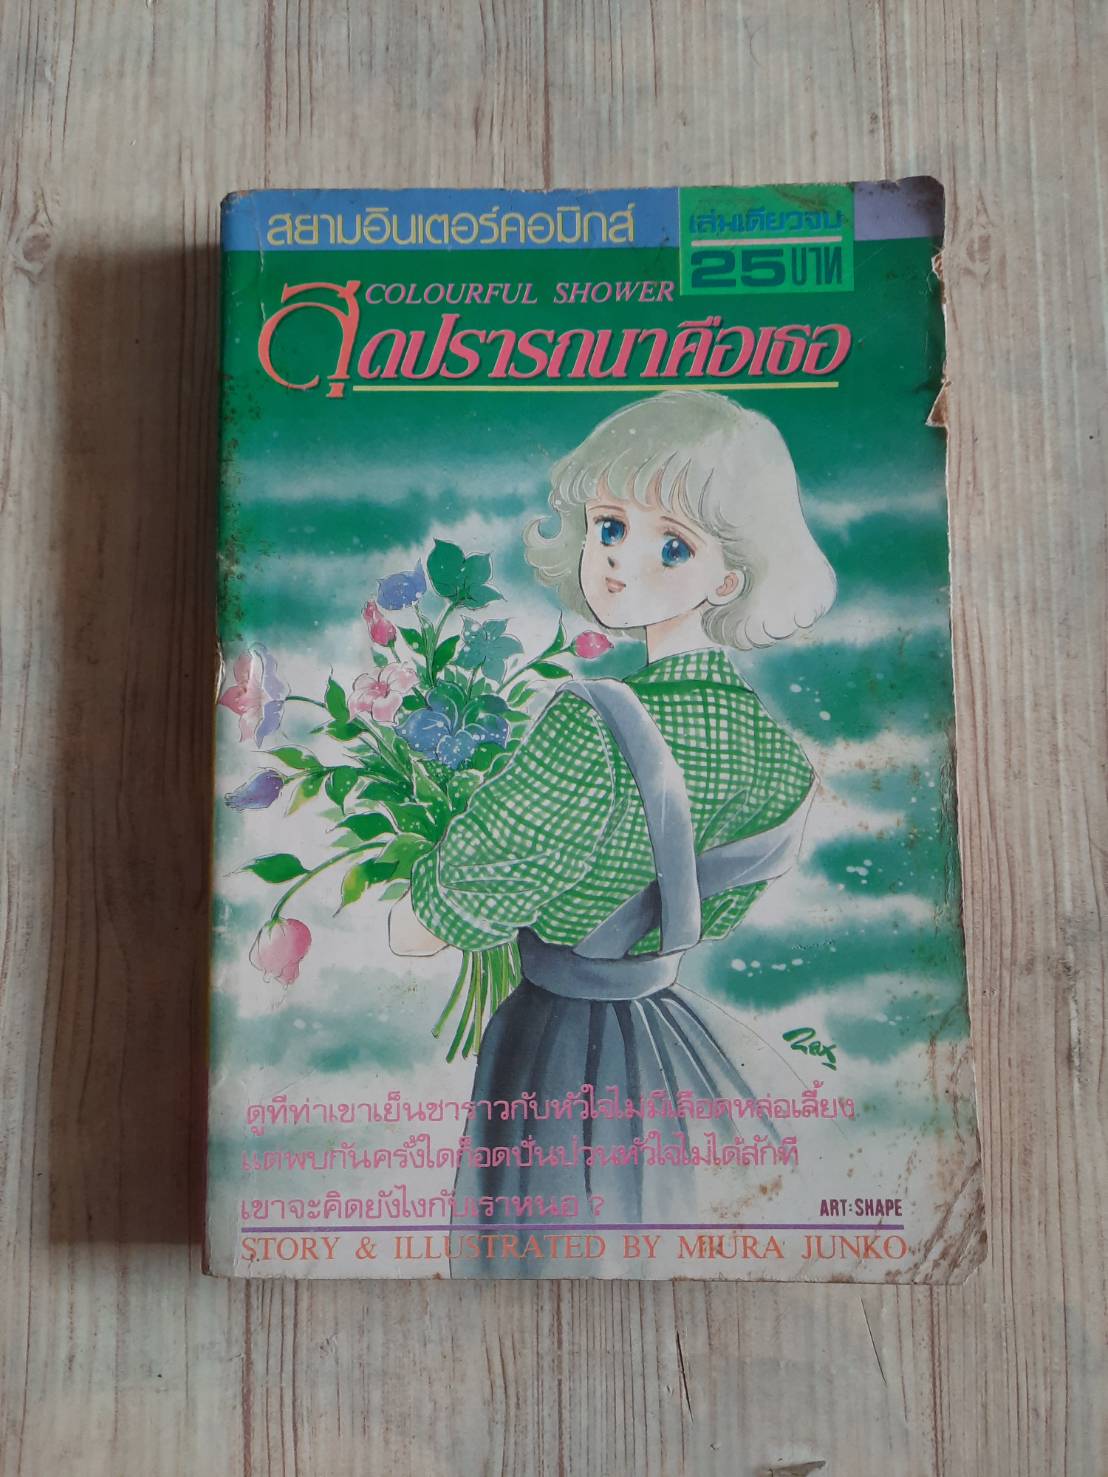 สยามอินเตอร์คอมิกส์
เล่มเดียวจบ
25 บาท
COLOURFUL SHOWER
สุดปรารถนาคือเธอ
ดูทีท่าเขาเย็นชาราวกับหัวใจไม่มีเลือดหล่อเลี้ยง
แต่พบกันครั้งใดก็อดปั่นป่วนหัวใจไม่ได้สักที
เขาจะคิดยังไงกับเราหนอ ?
ART:SHAPE
STORY & ILLUSTRATED BY MIURA JUNKO